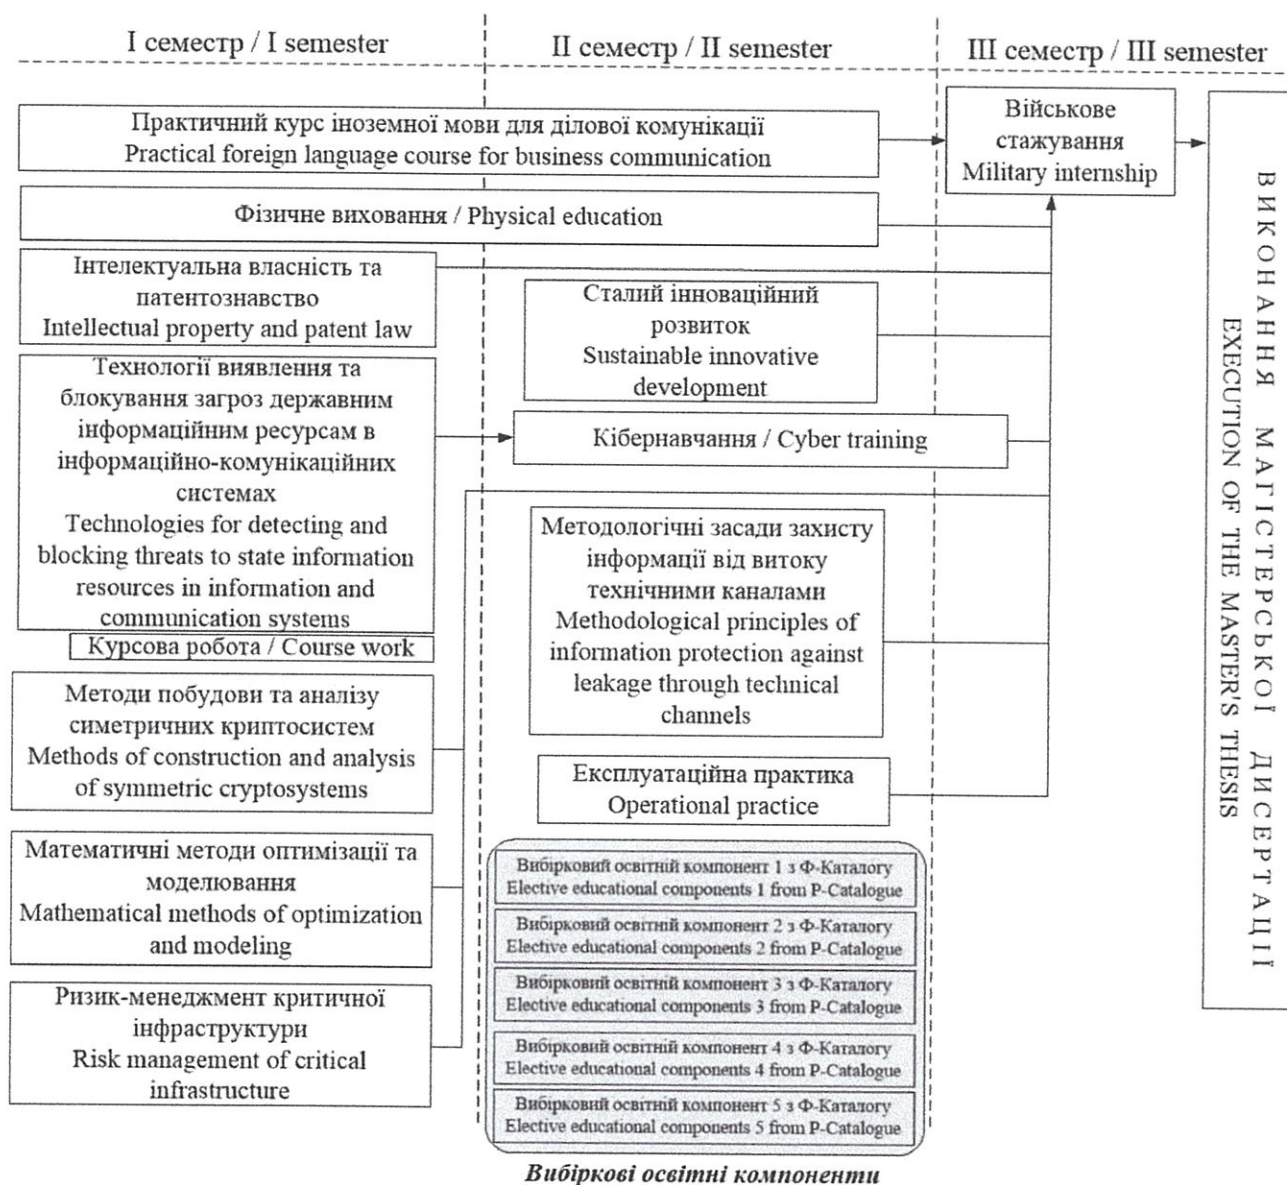 I семестр / I semester
II семестр / II semester
III семестр / III semester
Практичний курс іноземної мови для ділової комунікації
Practical foreign language course for business communication
Військове
стажування
Military internship
Фізичне виховання / Physical education
Інтелектуальна власність та
патентознавство
Intellectual property and patent law
Сталий інноваційний
розвиток
Sustainable innovative
development
Технології виявлення та
блокування загроз державним
інформаційним ресурсам в
інформаційно-комунікаційних
системах
Technologies for detecting and
blocking threats to state information
resources in information and
communication systems
Курсова робота / Course work
Кібернавчання / Cyber training
Методологічні засади захисту
інформації від витоку
технічними каналами
Methodological principles of
information protection against
leakage through technical
channels
Методи побудови та аналізу
симетричних криптосистем
Methods of construction and analysis
of symmetric cryptosystems
Експлуатаційна практика
Operational practice
Математичні методи оптимізації та
моделювання
Mathematical methods of optimization
and modeling
Ризик-менеджмент критичної
інфраструктури
Risk management of critical
infrastructure
Вибірковий освітній компонент 1 з Ф-Каталогу
Elective educational components 1 from P-Catalogue
Вибірковий освітній компонент 2 з Ф-Каталогу
Elective educational components 2 from P-Catalogue
Вибірковий освітній компонент 3 з Ф-Каталогу
Elective educational components 3 from P-Catalogue
Вибірковий освітній компонент 4 з Ф-Каталогу
Elective educational components 4 from P-Catalogue
Вибірковий освітній компонент 5 з Ф-Каталогу
Elective educational components 5 from P-Catalogue
Вибіркові освітні компоненти
ВИКОНАННЯ МАГІСТЕРСЬКОЇ ДИСЕРТАЦІЇ
EXECUTION OF THE MASTER'S THESIS